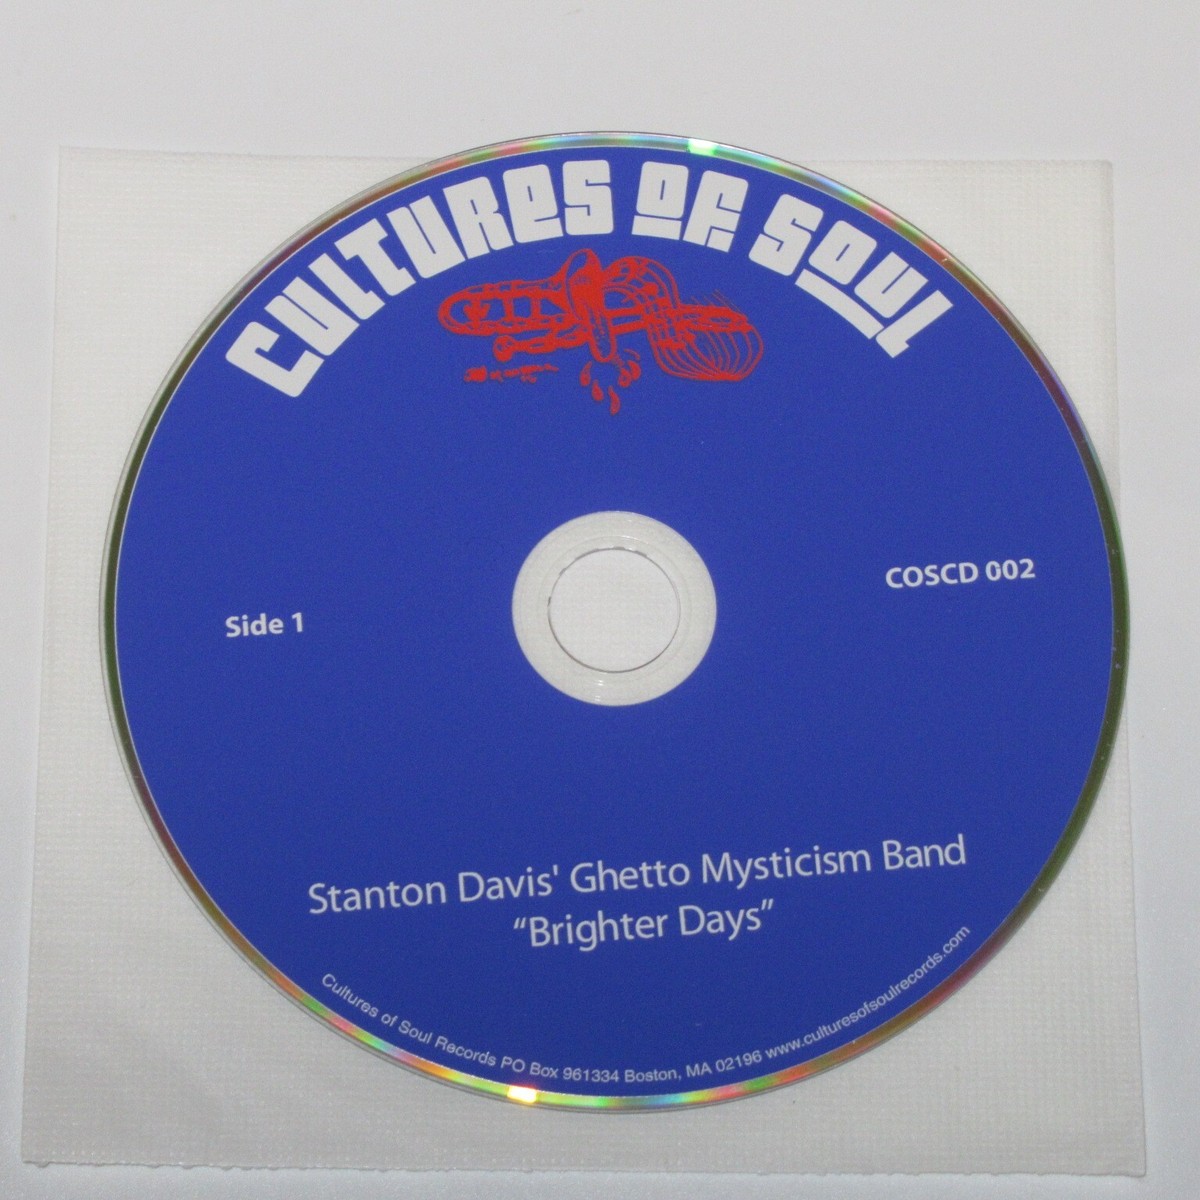 CULTURES OF SOUL
Side 1
COSCD 002
Stanton Davis' Ghetto Mysticism Band
“Brighter Days”
Cultures of Soul Records PO Box 961334 Boston, MA 02196 www.culturesofsoulrecords.com